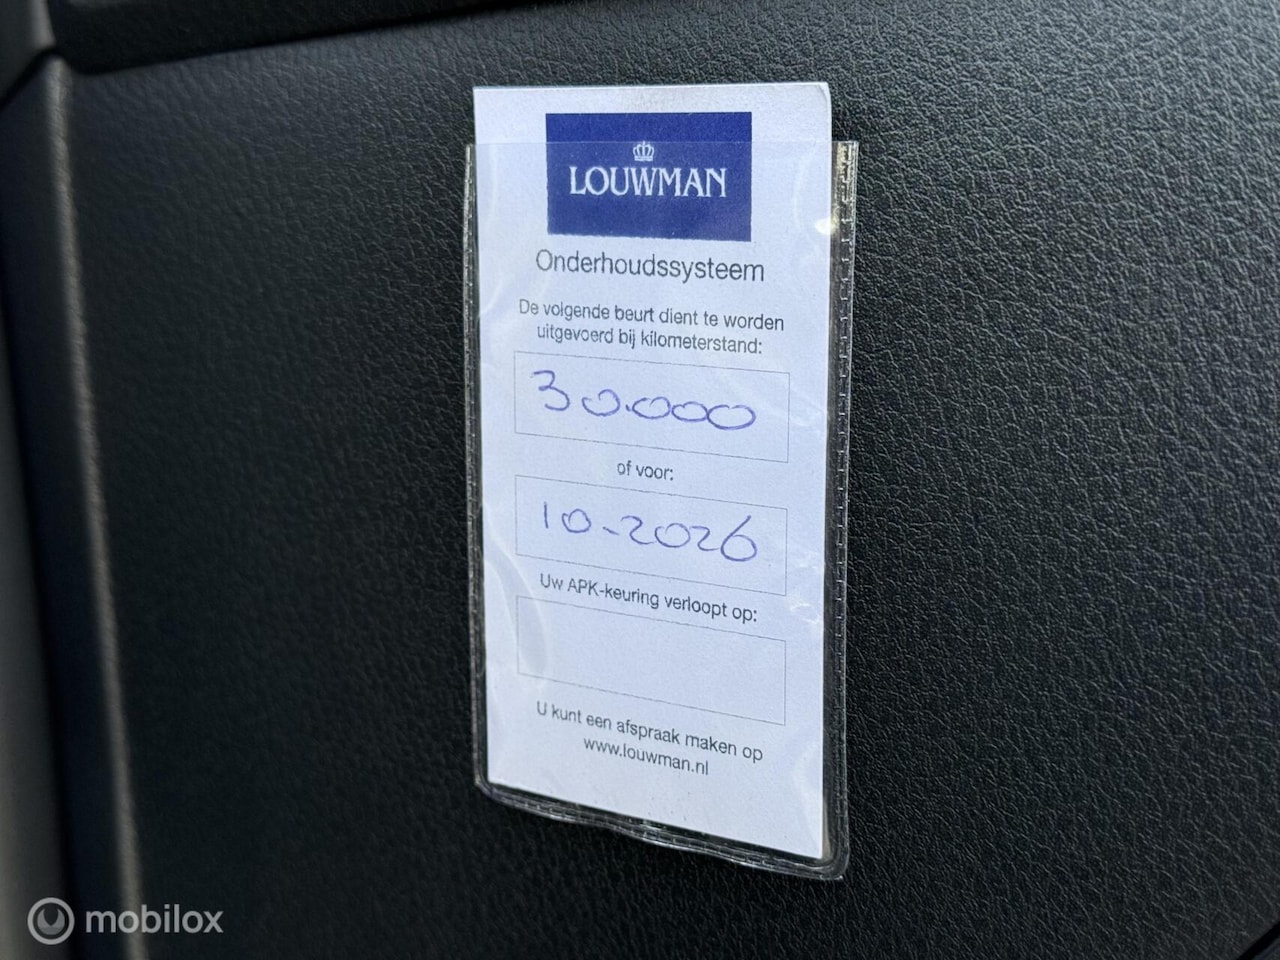 LOUWMAN
Onderhoudssysteem
De volgende beurt dient te worden
uitgevoerd bij kilometerstand:
30.000
of voor:
10-2026
Uw APK-keuring verloopt op:
U kunt een afspraak maken op
www.louwman.nl
mobilox